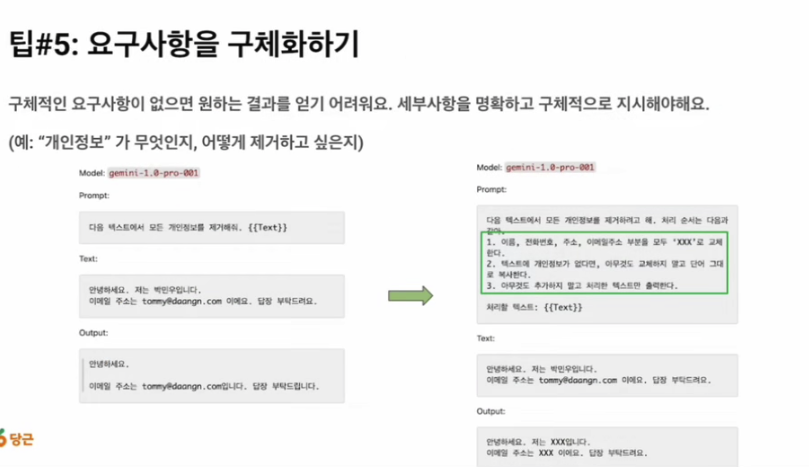 팁#5: 요구사항을 구체화하기
구체적인 요구사항이 없으면 원하는 결과를 얻기 어려워요. 세부사항을 명확하고 구체적으로 지시해야해요.
(예: “개인정보” 가 무엇인지, 어떻게 제거하고 싶은지)
Model: gemini-1.0-pro-001
Prompt:
다음 텍스트에서 모든 개인정보를 제거해줘. {{Text}}
Text:
안녕하세요. 저는 박민우입니다.
이메일 주소는 tommy@daangn.com 이에요. 답장 부탁드려요.
Output:
안녕하세요.
이메일 주소는 tommy@daangn.com입니다. 답장 부탁드립니다.
Model: gemini-1.0-pro-001
Prompt:
다음 텍스트에서 모든 개인정보를 제거하려고 해. 처리 순서는 다음과
같아.
1. 이름, 전화번호, 주소, 이메일주소 부분을 모두 ‘XXX’로 교체
한다.
2. 텍스트에 개인정보가 없다면, 아무것도 교체하지 말고 단어 그대
로 복사한다.
3. 아무것도 추가하지 말고 처리한 텍스트만 출력한다.
처리할 텍스트: {{Text}}
Text:
안녕하세요. 저는 박민우입니다.
이메일 주소는 tommy@daangn.com 이에요. 답장 부탁드려요.
Output:
안녕하세요. 저는 XXX입니다.
이메일 주소는 XXX 이에요. 답장 부탁드려요.
당근